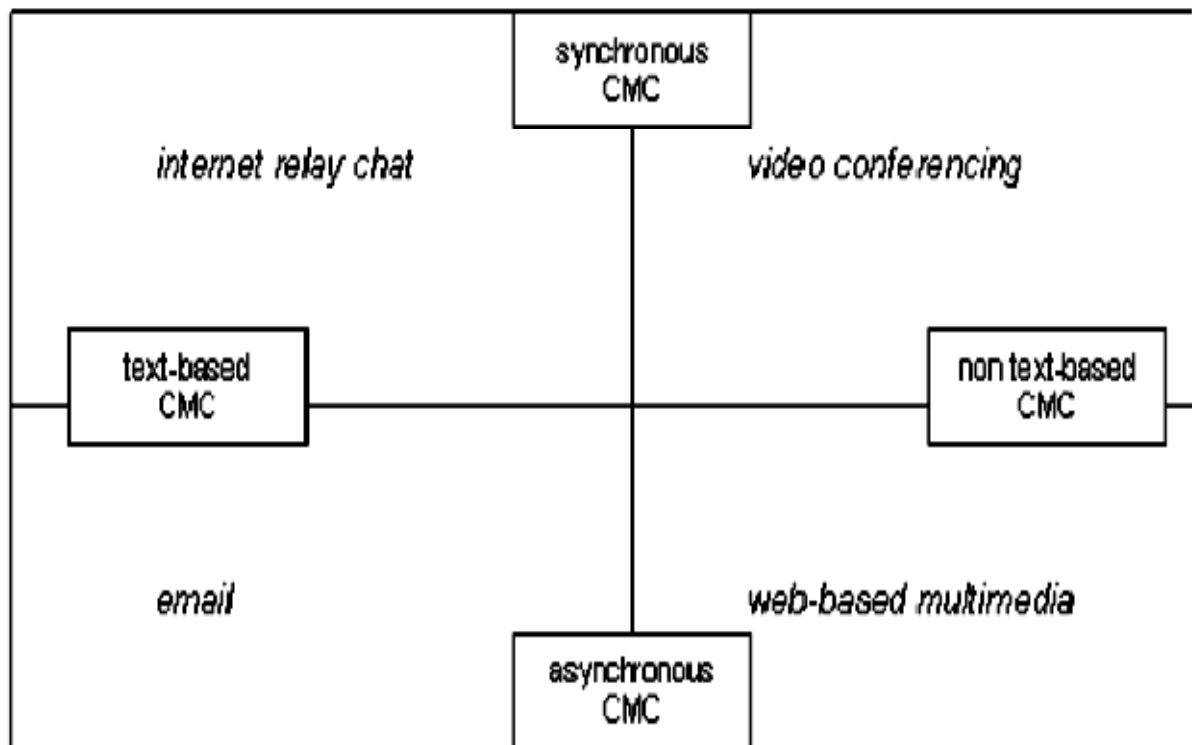 synchronous
CMC
internet relay chat
video conferencing
text-based
CMC
non text-based
CMC
email
web-based multimedia
asynchronous
CMC